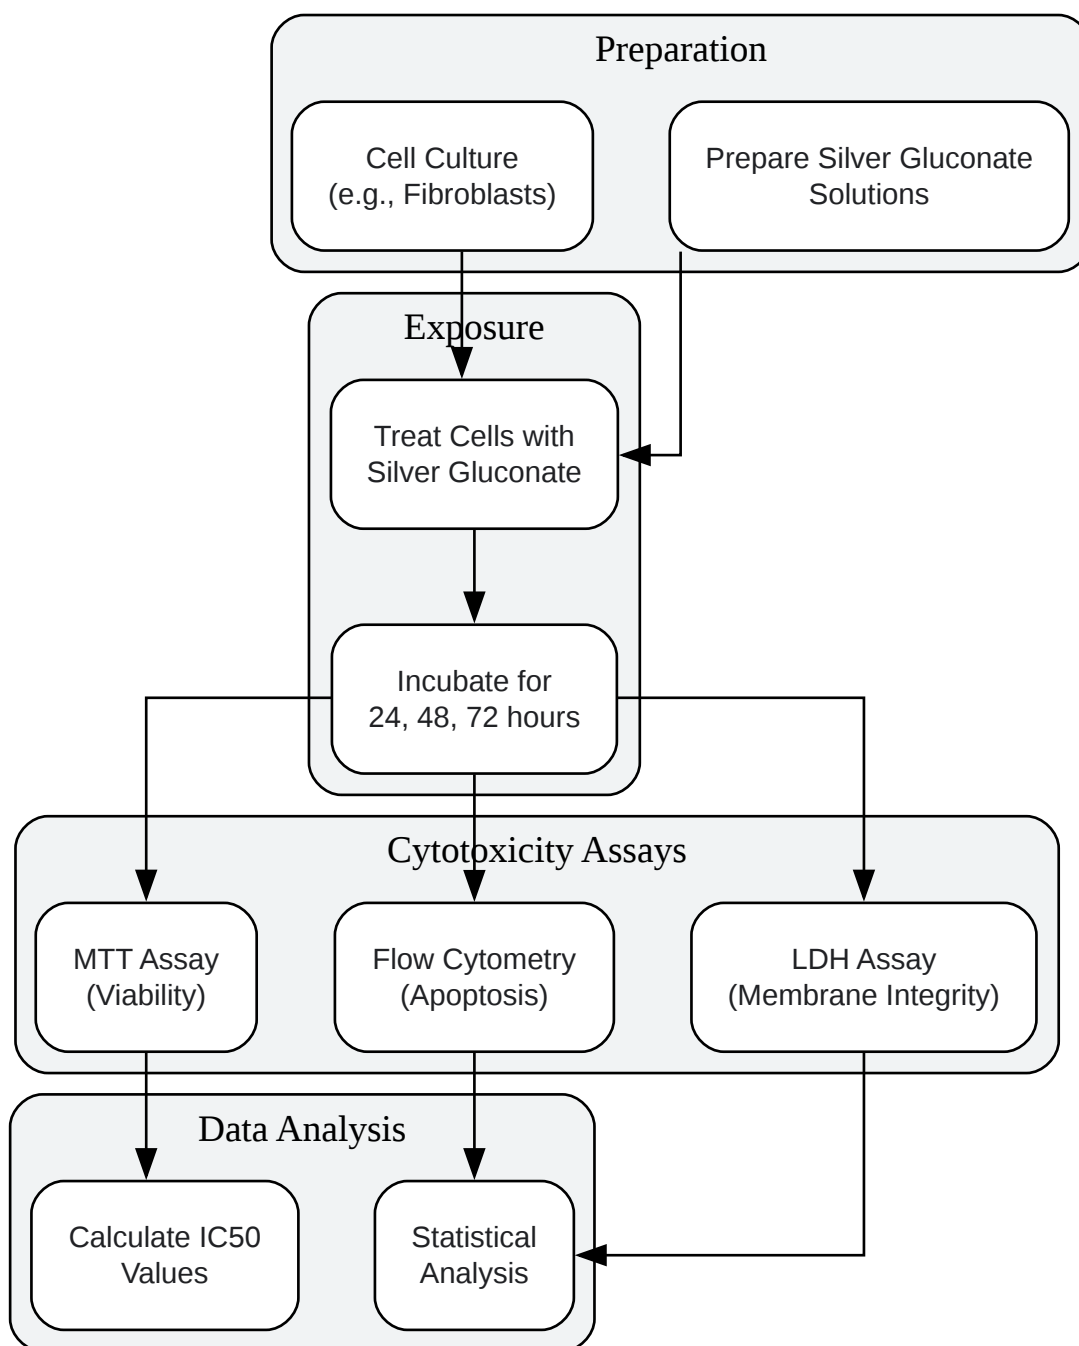 Preparation
Cell Culture
(e.g., Fibroblasts)
Prepare Silver Gluconate
Solutions
Exposure
Treat Cells with
Silver Gluconate
Incubate for
24, 48, 72 hours
Cytotoxicity Assays
MTT Assay
(Viability)
Flow Cytometry
(Apoptosis)
LDH Assay
(Membrane Integrity)
Data Analysis
Calculate IC50
Values
Statistical
Analysis